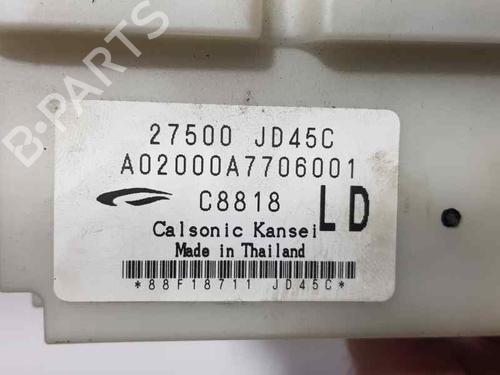 27500 JD45C
A02000A7706001
C8818 LD
Calsonic Kansei
Made in Thailand
*88F18711 JD45C*
B-PARTS